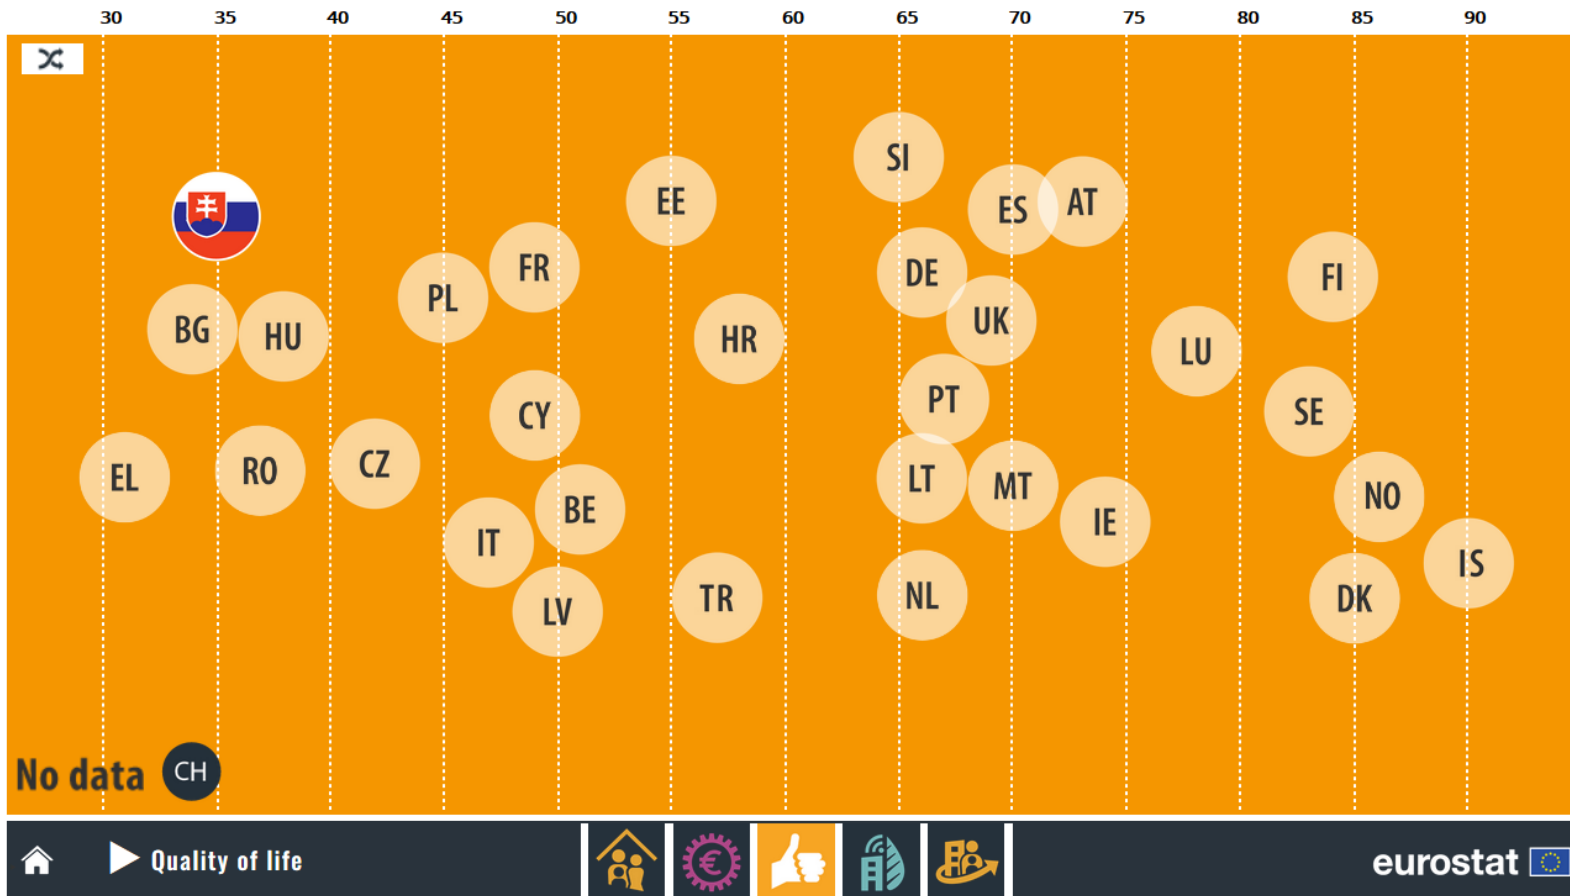 30 35 40 45 50 55 60 65 70 75 80 85 90
SI
EE
ES
AT
FR
DE
FI
PL
UK
BG
HU
HR
LU
PT
CY
SE
EL
RO
CZ
LT
MT
NO
BE
IE
IT
IS
LV
TR
NL
DK
No data CH
Quality of life
€
eurostat